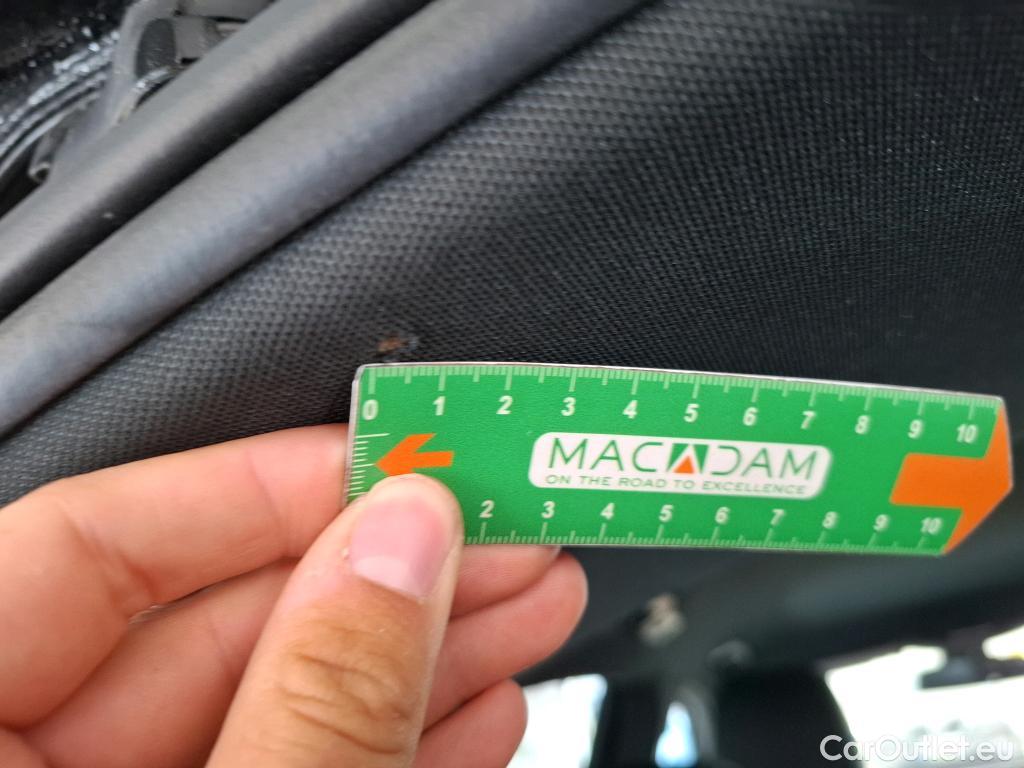 0 1 2 3 4 5 6 7 8 9 10
MACADAM
ON THE ROAD TO EXCELLENCE
2 3 4 5 6 7 8 9 10
CarOutlet.eu